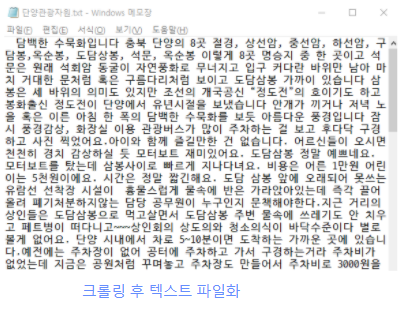 단양관광자원.txt - Windows 메모장
파일(F) 편집(E) 서식(O) 보기(V) 도움말(H)
담백한 수묵화입니다 충북 단양의 8곳 절경, 상선암, 중선암, 하선암, 구
담봉,옥순봉, 도담삼봉, 석문, 옥순봉 이렇게 8곳 명승지 중 한 곳이고 석
문은 원래 석회암 동굴이 자연풍화로 무너지고 입구 커다란 바위만 남아 마
치 거대한 문처럼 혹은 구름다리처럼 보이고 도담삼봉 가까이 있습니다 삼
봉은 세 바위의 의미도 있지만 조선의 개국공신 "정도전"의 호이기도 하고
봉화출신 정도전이 단양에서 유년시절을 보냈습니다 안개가 끼거나 저녁 노
을 혹은 이른 아침 한 폭의 담백한 수묵화를 보듯 아름다운 풍경입니다 잠
시 풍경감상, 화장실 이용 관광버스가 많이 주차하는 걸 보고 후다닥 구경
하고 사진 찍었어요.아이와 함께 즐길만한 건 없습니다. 어르신들이 오시면
천천히 경치 감상하실 듯 모터보트 재미있어요. 도담삼봉 정말 예쁘네요.
모터보트를 탔는데 삼봉사이로 빠르게 지나다녀요. 비용은 어른 1만원 어린
이는 5천원이에요. 시간은 정말 짧긴해요. 도담 삼봉 앞에 오래되어 못쓰는
유람선 선착장 시설이 흉물스럽게 물속에 반은 가라앉아있는데 즉각 끌어
올려 폐기처분하지않는 담당 공무원이 누구인지 문책해야한다.지근 거리의
상인들은 도담삼봉으로 먹고살면서 도담삼봉 주변 물속에 쓰레기도 안 치우
고 페트병이 떠다니고~~~상인회의 상도의와 청소의식이 바닥수준이다 별로
볼게 없어요. 단양 시내에서 차로 5~10분이면 도착하는 가까운 곳에 있습니
다.예전에는 주차장이 없어 공터에 주차하고 가서 구경하는거라 주차비가
없었는데 지금은 공원처럼 꾸며놓고 주차장도 만들어서 주차비로 3000원을
크롤링 후 텍스트 파일화